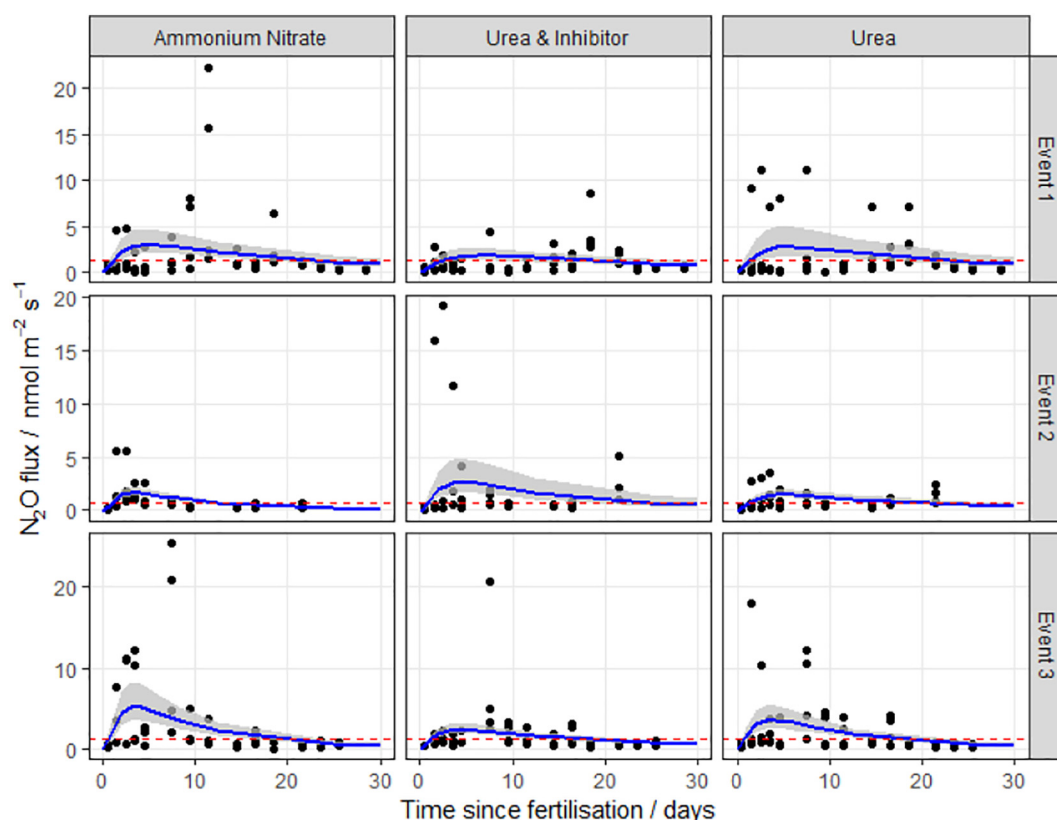 Ammonium Nitrate
Urea & Inhibitor
Urea
20
15
10
5
0
Event 1
20
15
10
5
0
Event 2
20
10
0
Event 3
0 10 20 30
0 10 20 30
0 10 20 30
N₂O flux / nmol m⁻² s⁻¹
Time since fertilisation / days